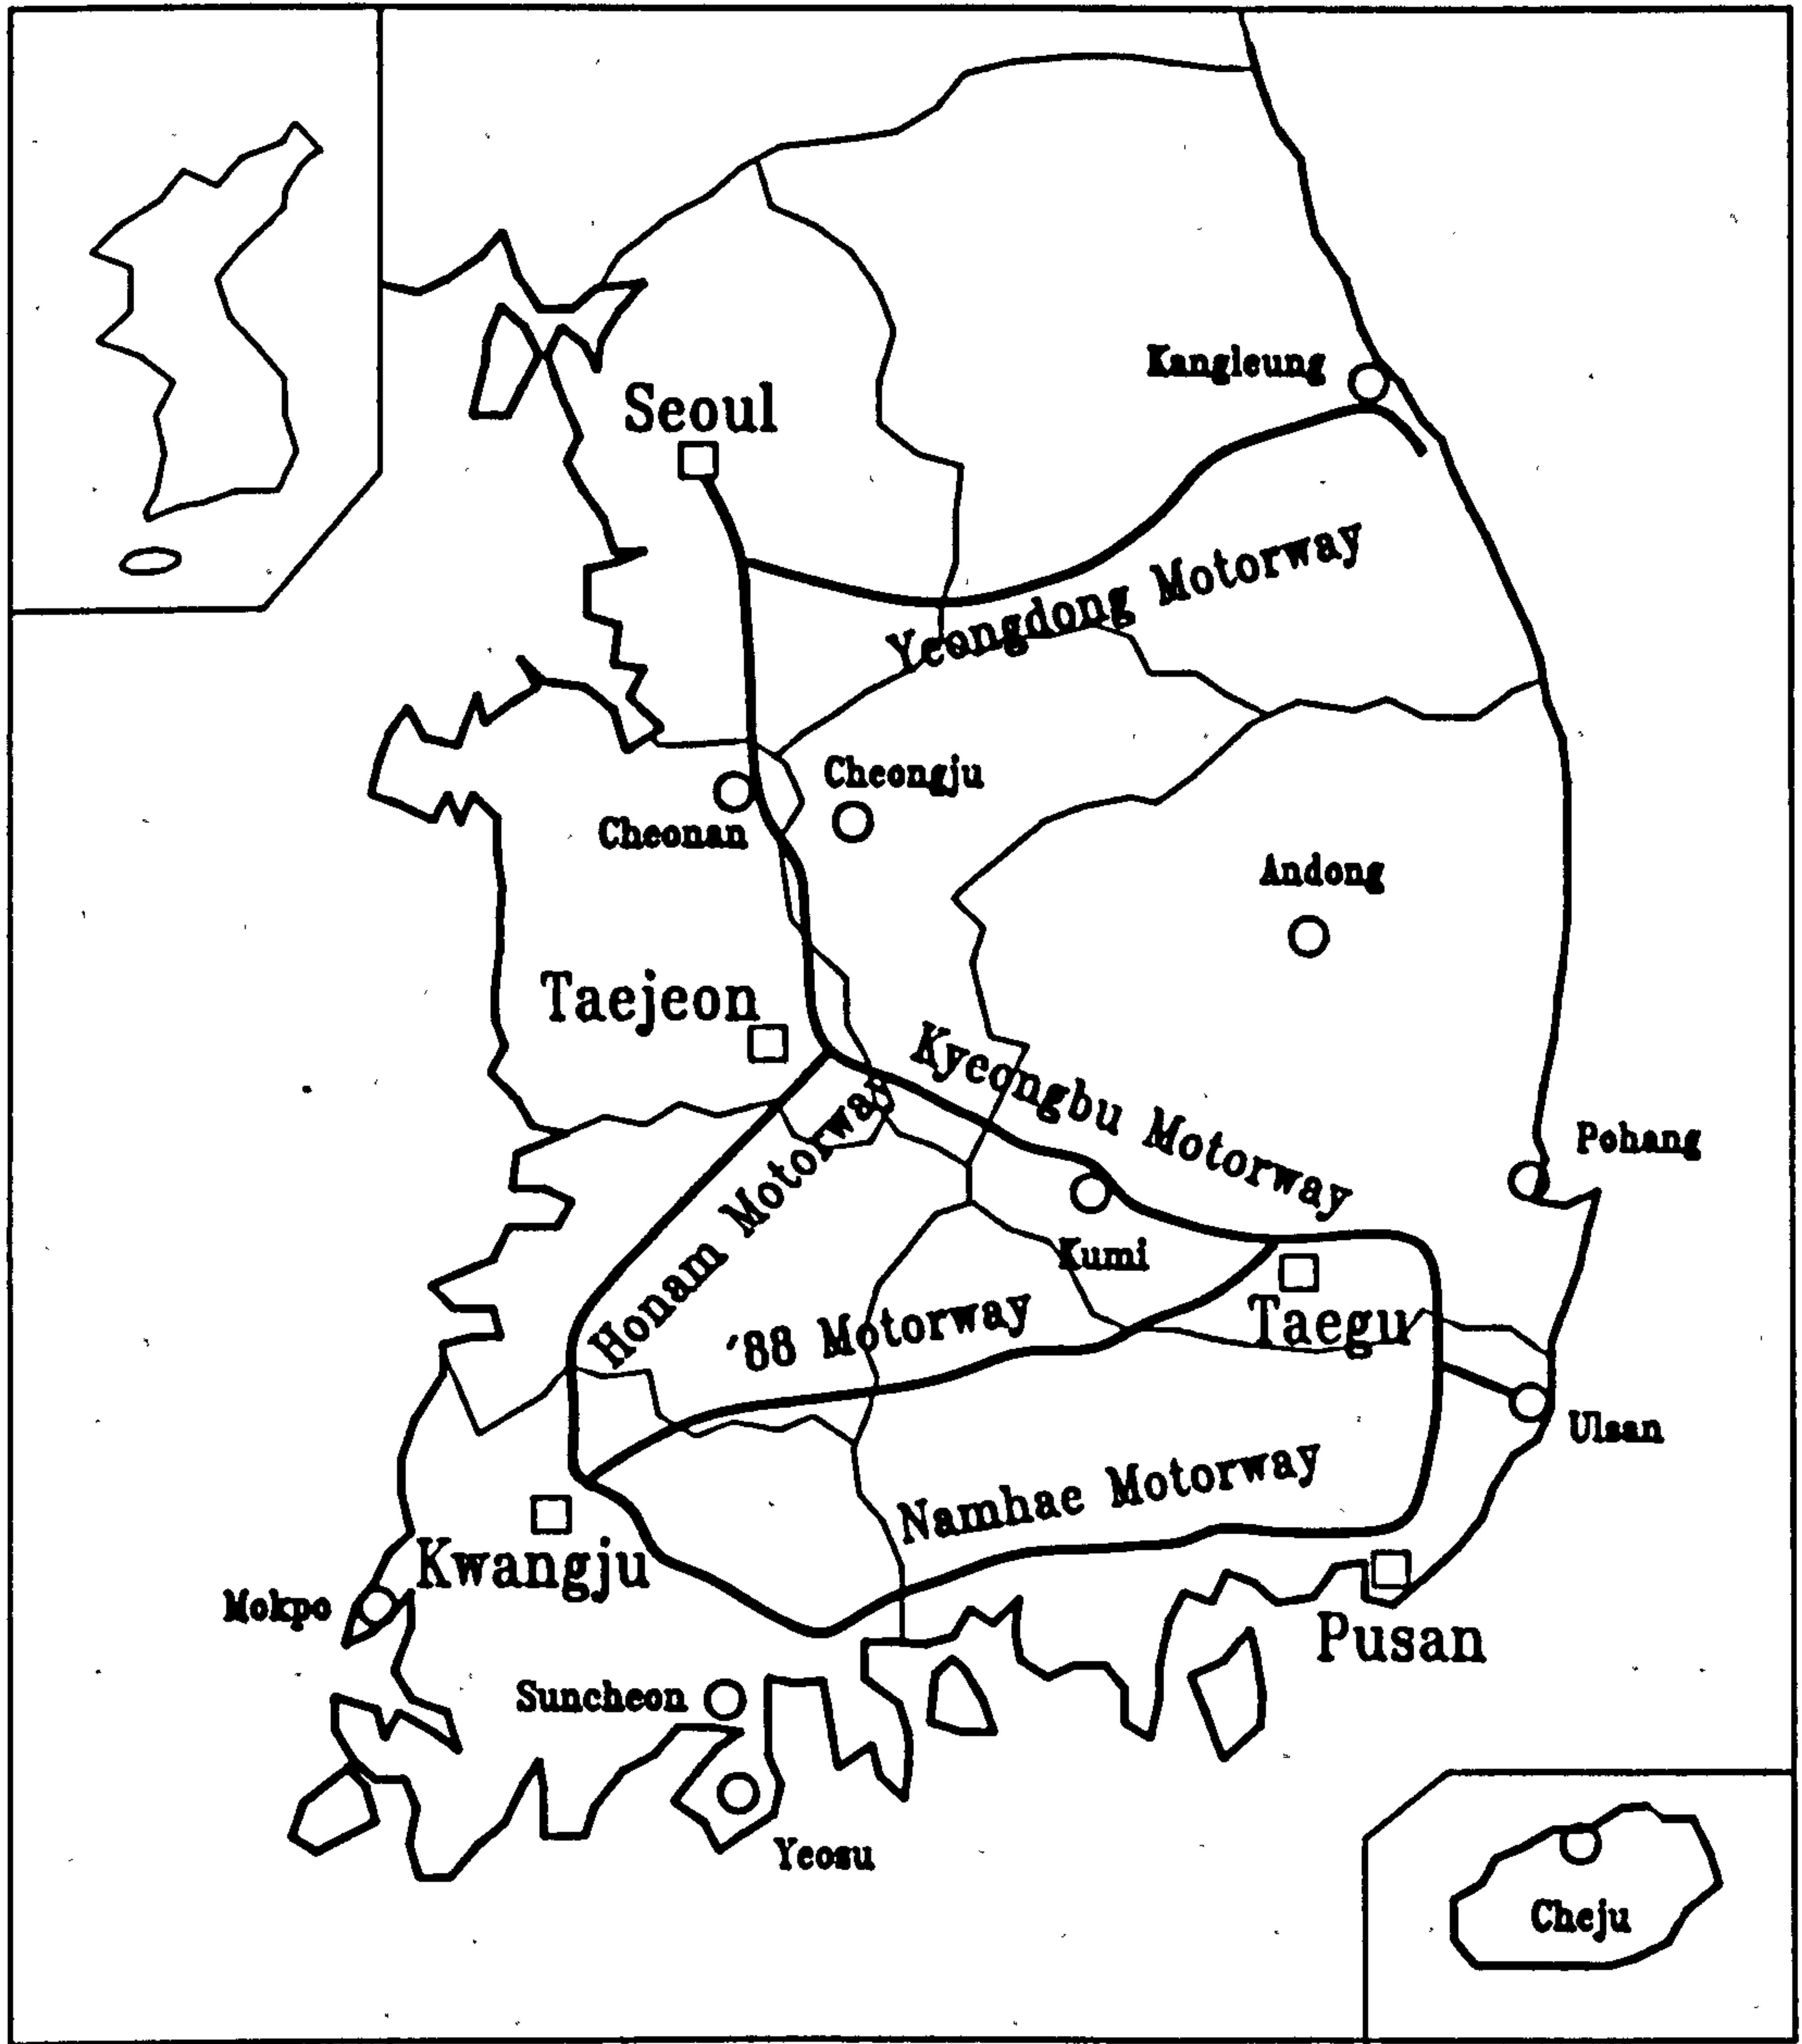 Kangleung
Seoul
Yeongdong Motorway
Cheongju
Cheonan
Andong
Taejeon
Kyeongbu Motorway
Pohang
Honam Motorway
Kumi
Taegu
'88 Motorway
Ulsan
Namhae Motorway
Kwangju
Mokpo
Pusan
Suncheon
Yeosu
Cheju